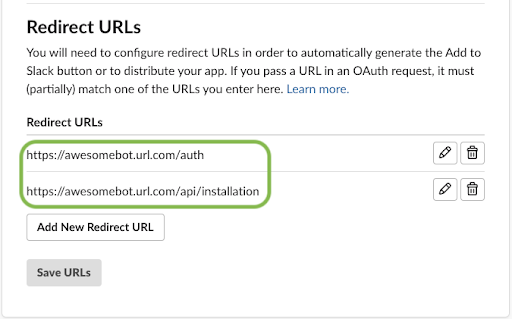 Redirect URLs
You will need to configure redirect URLs in order to automatically generate the Add to
Slack button or to distribute your app. If you pass a URL in an OAuth request, it must
(partially) match one of the URLs you enter here. Learn more.
Redirect URLs
https://awesomebot.url.com/auth
https://awesomebot.url.com/api/installation
Add New Redirect URL
Save URLs